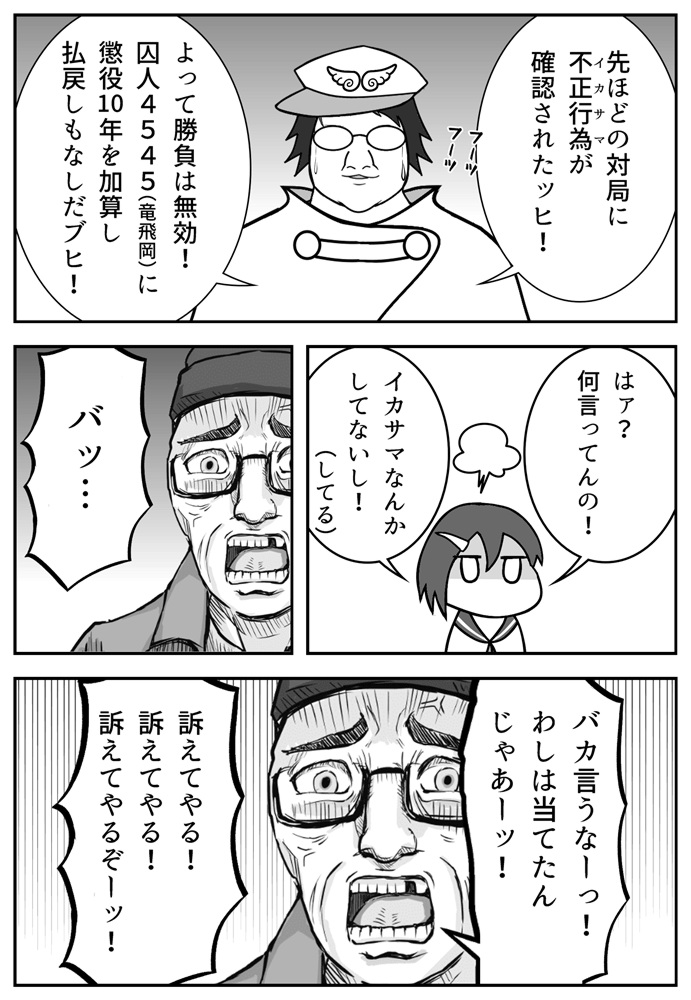 先ほどの対局に
不正行為が
イカサマ
確認されたッヒ！
フーッ
フーッ
よって勝負は無効！
囚人４５４５(竜飛岡)に
懲役10年を加算し
払戻しもなしだブヒ！
はァ？
何言ってんの！
イカサマなんか
してないし！
(してる)
バッ…
バカ言うなーっ！
わしは当てたん
じゃあーッ！
訴えてやる！
訴えてやる！
訴えてやるぞーッ！